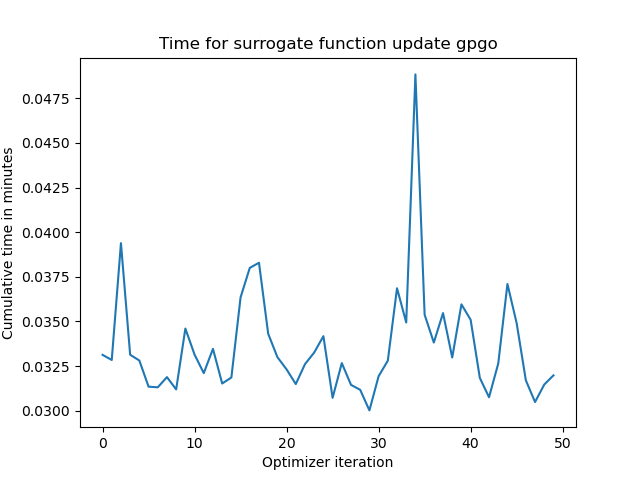 Time for surrogate function update gpgo
Cumulative time in minutes
0.0475
0.0450
0.0425
0.0400
0.0375
0.0350
0.0325
0.0300
0 10 20 30 40 50
Optimizer iteration